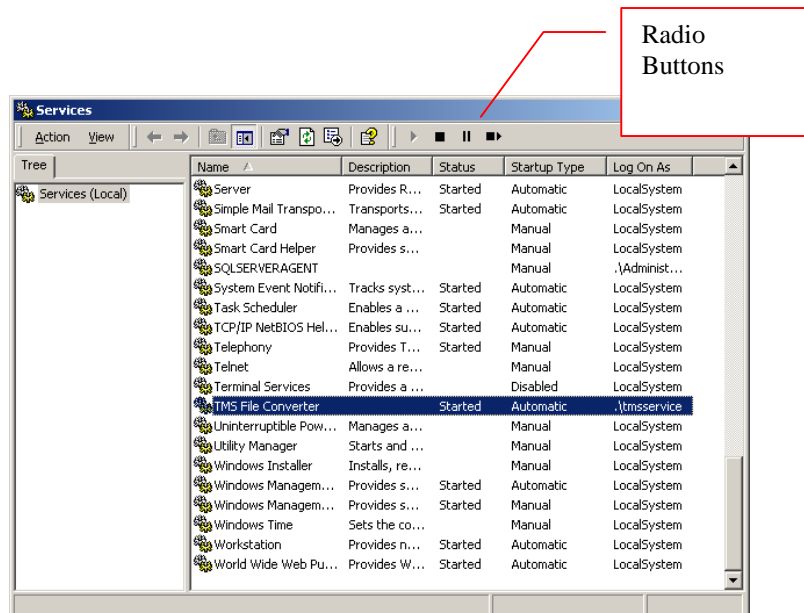 Radio
Buttons
Services
Action View
Tree
Name Description Status Startup Type Log On As
Services (Local)
Server Provides R... Started Automatic LocalSystem
Simple Mail Transpo... Transports... Started Automatic LocalSystem
Smart Card Manages a... Manual LocalSystem
Smart Card Helper Provides s... Manual LocalSystem
SQLSERVERAGENT Manual .\Administ...
System Event Notifi... Tracks syst... Started Automatic LocalSystem
Task Scheduler Enables a ... Started Automatic LocalSystem
TCP/IP NetBIOS Hel... Enables su... Started Automatic LocalSystem
Telephony Provides T... Started Manual LocalSystem
Telnet Allows a re... Manual LocalSystem
Terminal Services Provides a ... Disabled LocalSystem
TMS File Converter Started Automatic .\tmsservice
Uninterruptible Pow... Manages a... Manual LocalSystem
Utility Manager Starts and ... Manual LocalSystem
Windows Installer Installs, re... Manual LocalSystem
Windows Managem... Provides s... Started Automatic LocalSystem
Windows Managem... Provides s... Started Manual LocalSystem
Windows Time Sets the co... Manual LocalSystem
Workstation Provides n... Started Automatic LocalSystem
World Wide Web Pu... Provides W... Started Automatic LocalSystem